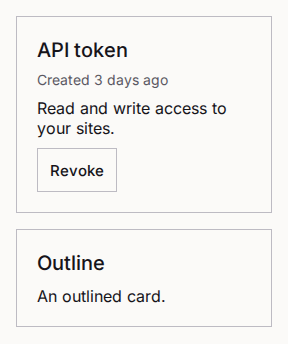 API token
Created 3 days ago
Read and write access to
your sites.
Revoke
Outline
An outlined card.